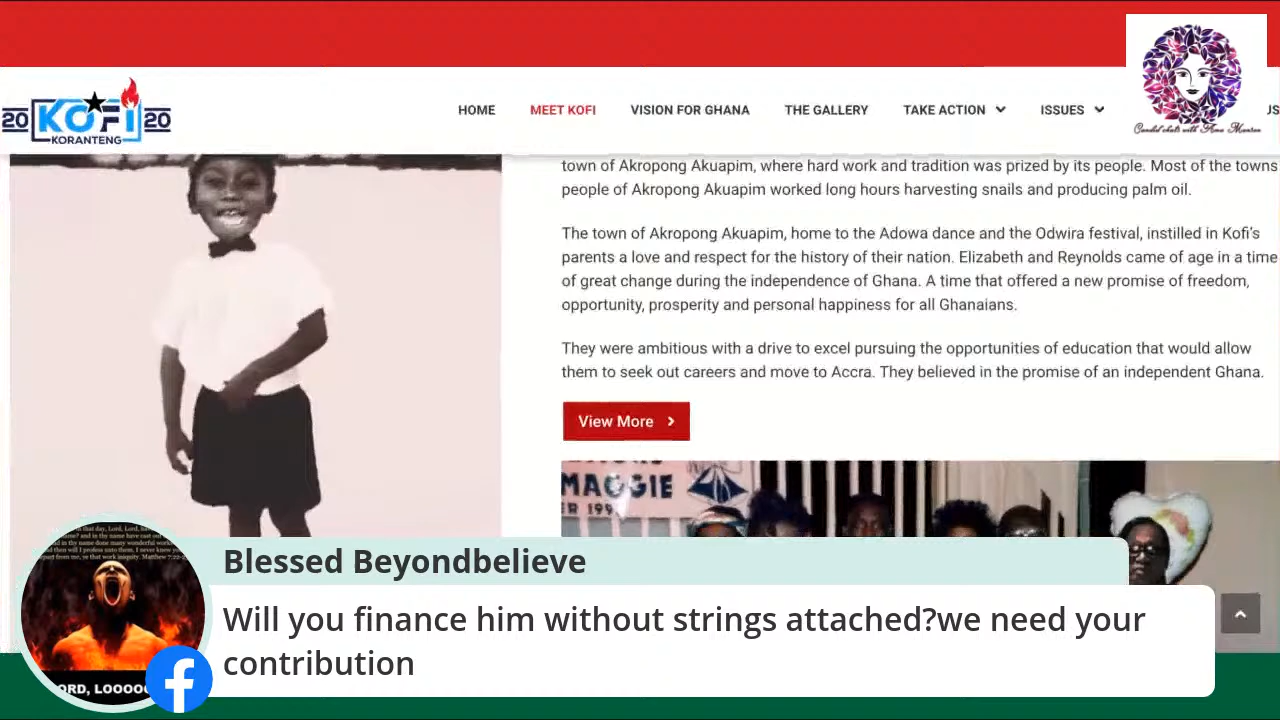 20 KOFI 20
KORANTENG
HOME MEET KOFI VISION FOR GHANA THE GALLERY TAKE ACTION ISSUES
Candid chats with Ama
town of Akropong Akuapim, where hard work and tradition was prized by its people. Most of the towns
people of Akropong Akuapim worked long hours harvesting snails and producing palm oil.
The town of Akropong Akuapim, home to the Adowa dance and the Odwira festival, instilled in Kofi's
parents a love and respect for the history of their nation. Elizabeth and Reynolds came of age in a time
of great change during the independence of Ghana. A time that offered a new promise of freedom,
opportunity, prosperity and personal happiness for all Ghanaians.
They were ambitious with a drive to excel pursuing the opportunities of education that would allow
them to seek out careers and move to Accra. They believed in the promise of an independent Ghana.
View More
MAGGIE
Blessed Beyondbelieve
Will you finance him without strings attached?we need your
contribution